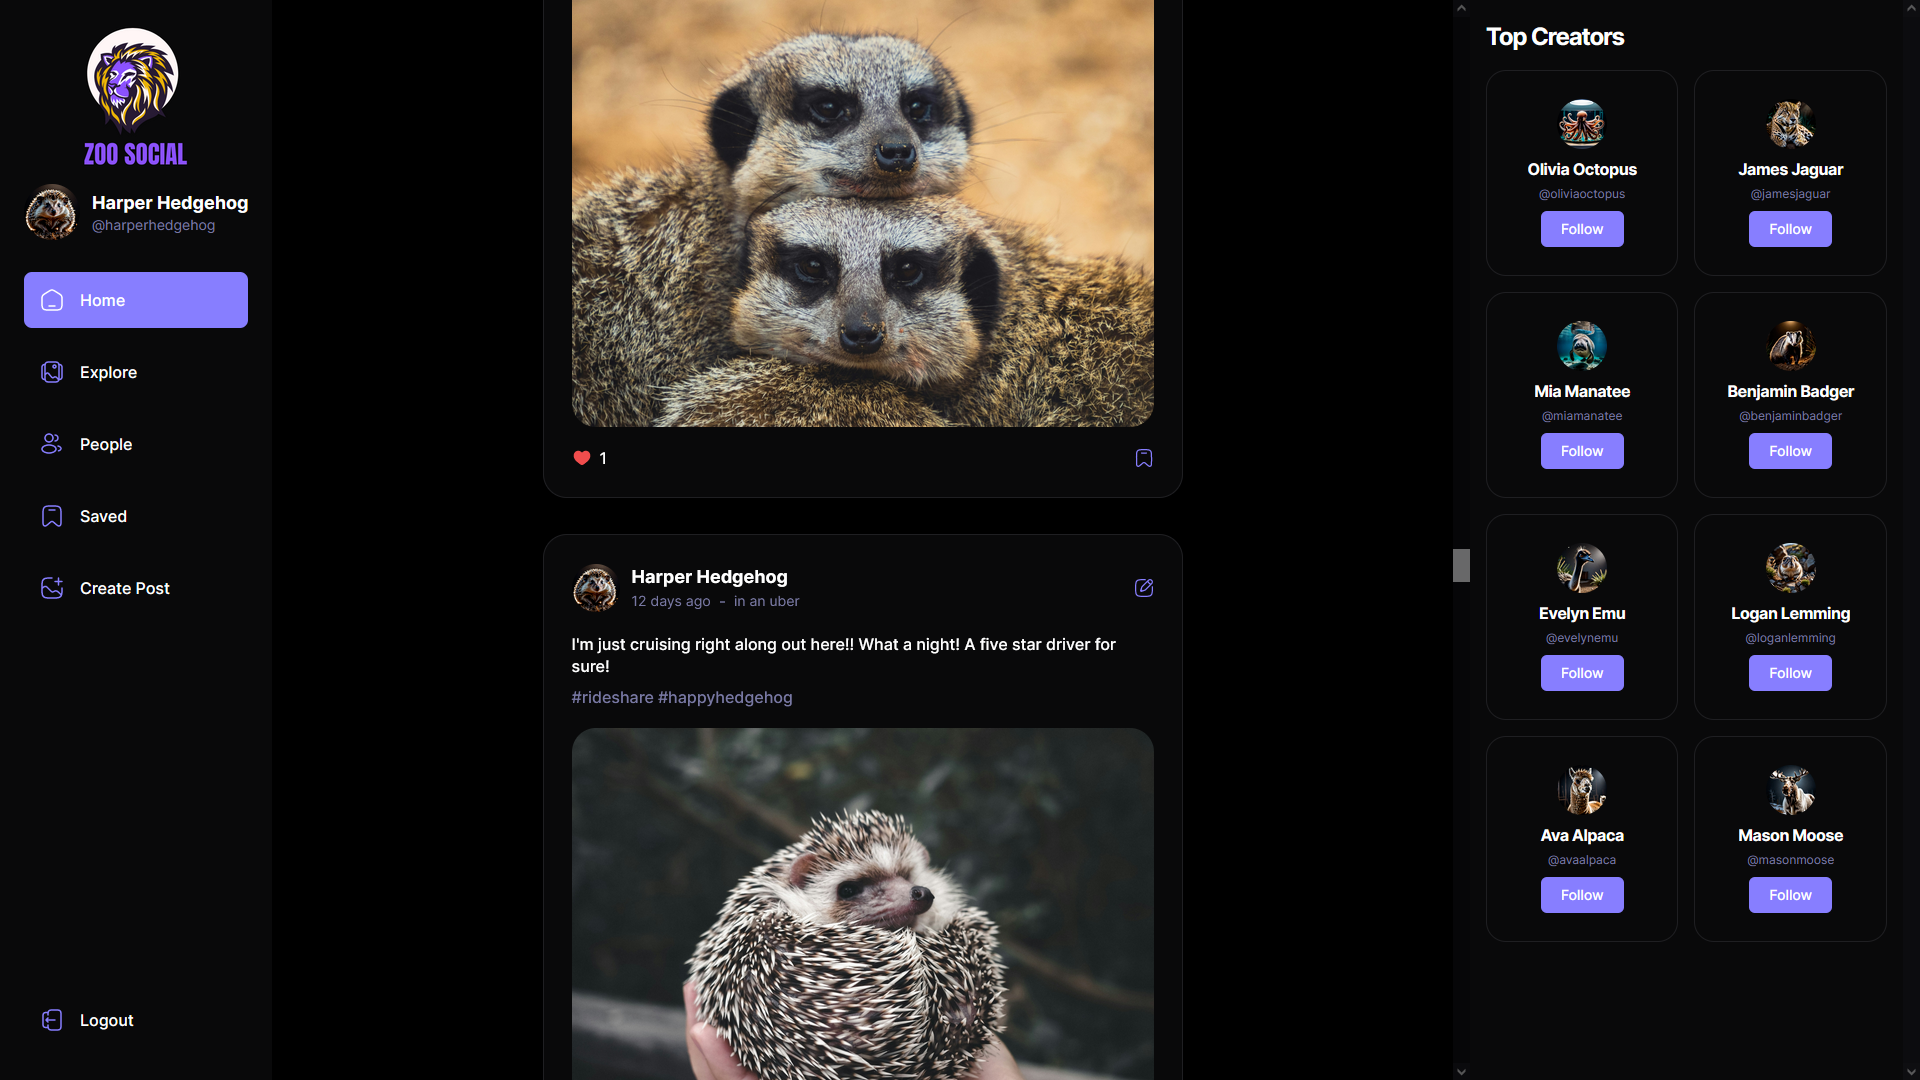 ZOO SOCIAL
Harper Hedgehog
@harperhedgehog
Home
Explore
People
Saved
Create Post
Logout
1
Harper Hedgehog
12 days ago - in an uber
I'm just cruising right along out here!! What a night! A five star driver for
sure!
#rideshare #happyhedgehog
Top Creators
Olivia Octopus
@oliviaoctopus
Follow
James Jaguar
@jamesjaguar
Follow
Mia Manatee
@miamanatee
Follow
Benjamin Badger
@benjaminbadger
Follow
Evelyn Emu
@evelynemu
Follow
Logan Lemming
@loganlemming
Follow
Ava Alpaca
@avaalpaca
Follow
Mason Moose
@masonmoose
Follow